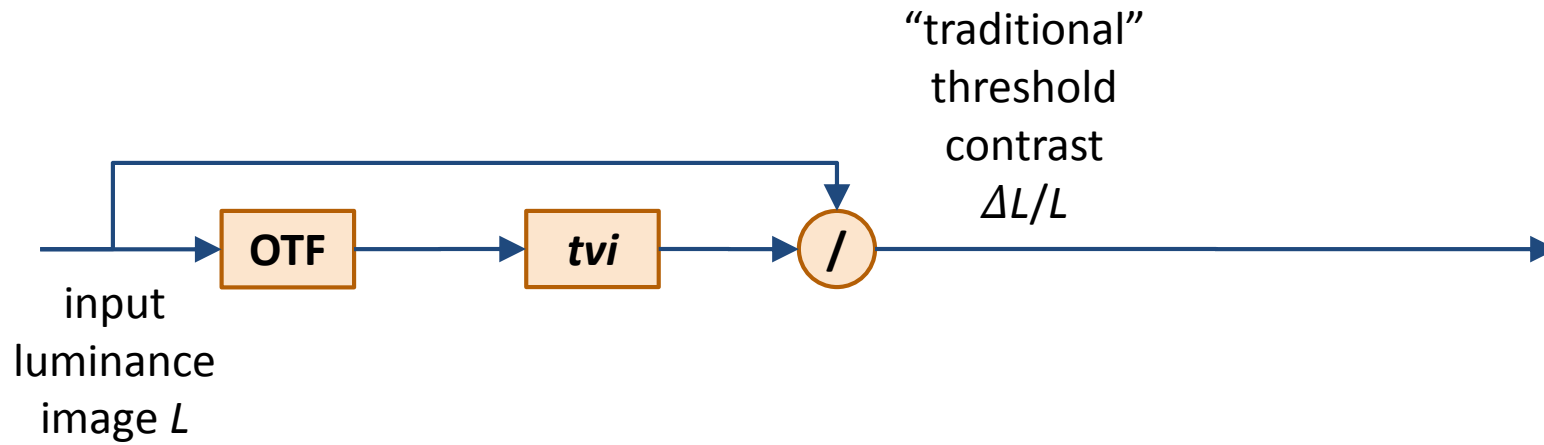 “traditional”
threshold
contrast
ΔL/L
OTF
tvi
/
input
luminance
image L